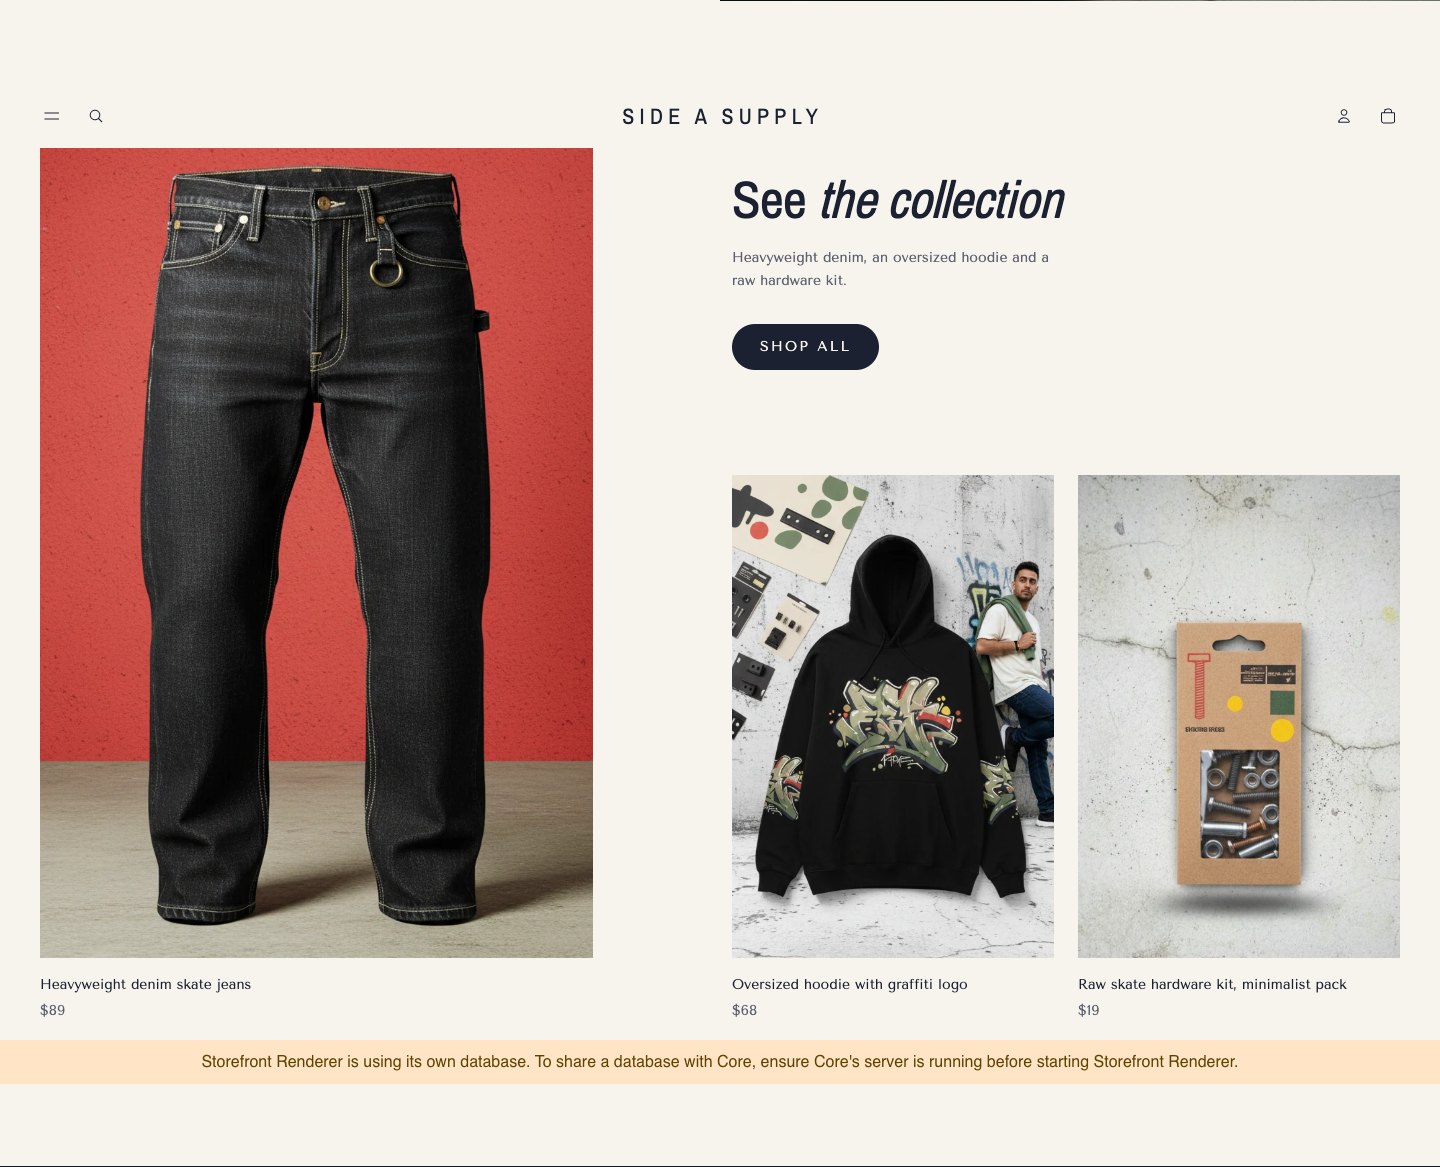 SIDE A SUPPLY
See the collection
Heavyweight denim, an oversized hoodie and a
raw hardware kit.
SHOP ALL
Heavyweight denim skate jeans
$89
Oversized hoodie with graffiti logo
$68
Raw skate hardware kit, minimalist pack
$19
Storefront Renderer is using its own database. To share a database with Core, ensure Core's server is running before starting Storefront Renderer.